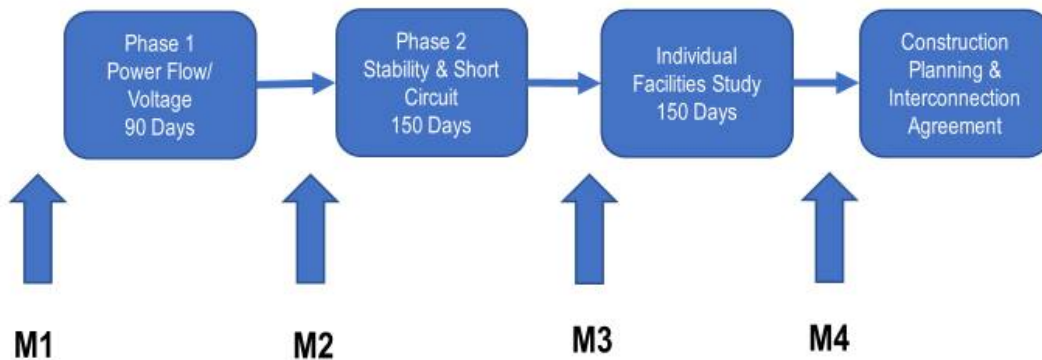 Phase 1
Power Flow/
Voltage
90 Days
Phase 2
Stability & Short
Circuit
150 Days
Individual
Facilities Study
150 Days
Construction
Planning &
Interconnection
Agreement
M1
M2
M3
M4